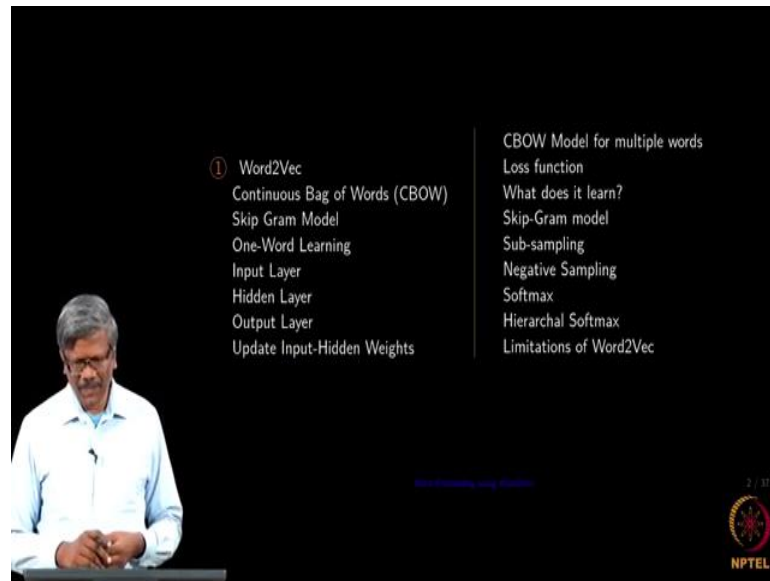 ① Word2Vec
Continuous Bag of Words (CBOW)
Skip Gram Model
One-Word Learning
Input Layer
Hidden Layer
Output Layer
Update Input-Hidden Weights
CBOW Model for multiple words
Loss function
What does it learn?
Skip-Gram model
Sub-sampling
Negative Sampling
Softmax
Hierarchal Softmax
Limitations of Word2Vec
2 / 37
NPTEL